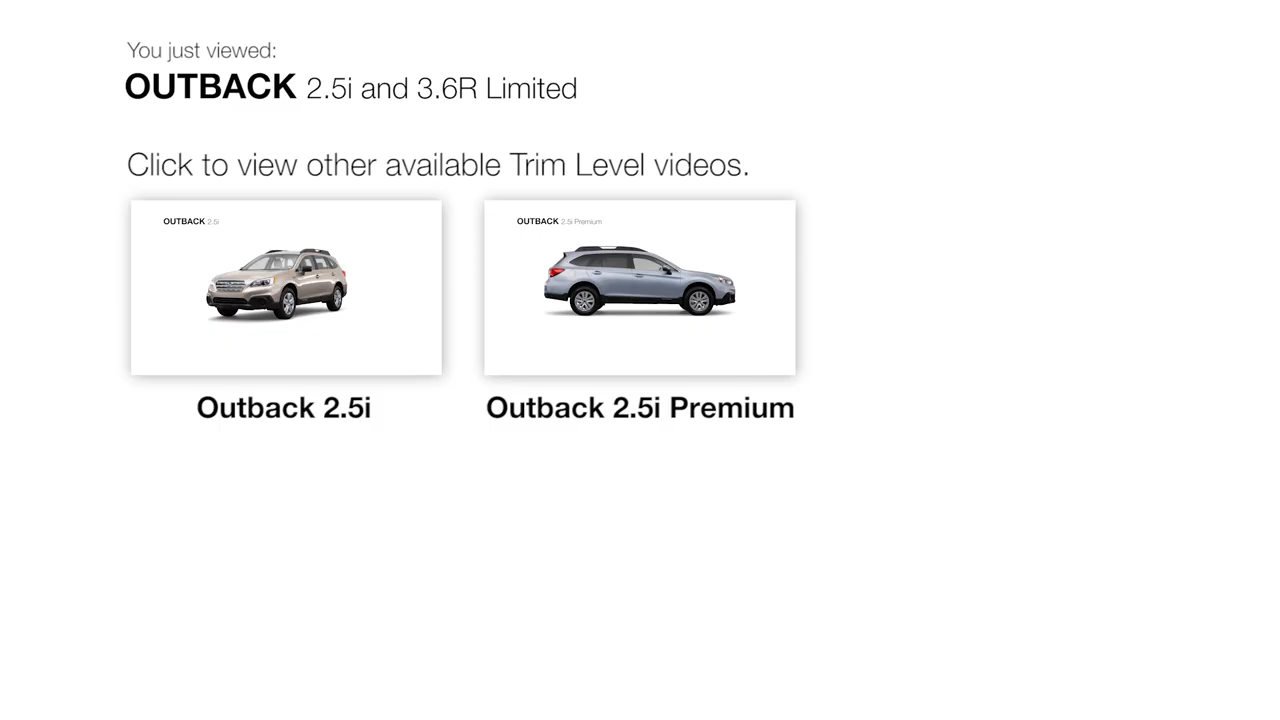 You just viewed:
OUTBACK 2.5i and 3.6R Limited
Click to view other available Trim Level videos.
OUTBACK 2.5i
OUTBACK 2.5i Premium
Outback 2.5i
Outback 2.5i Premium